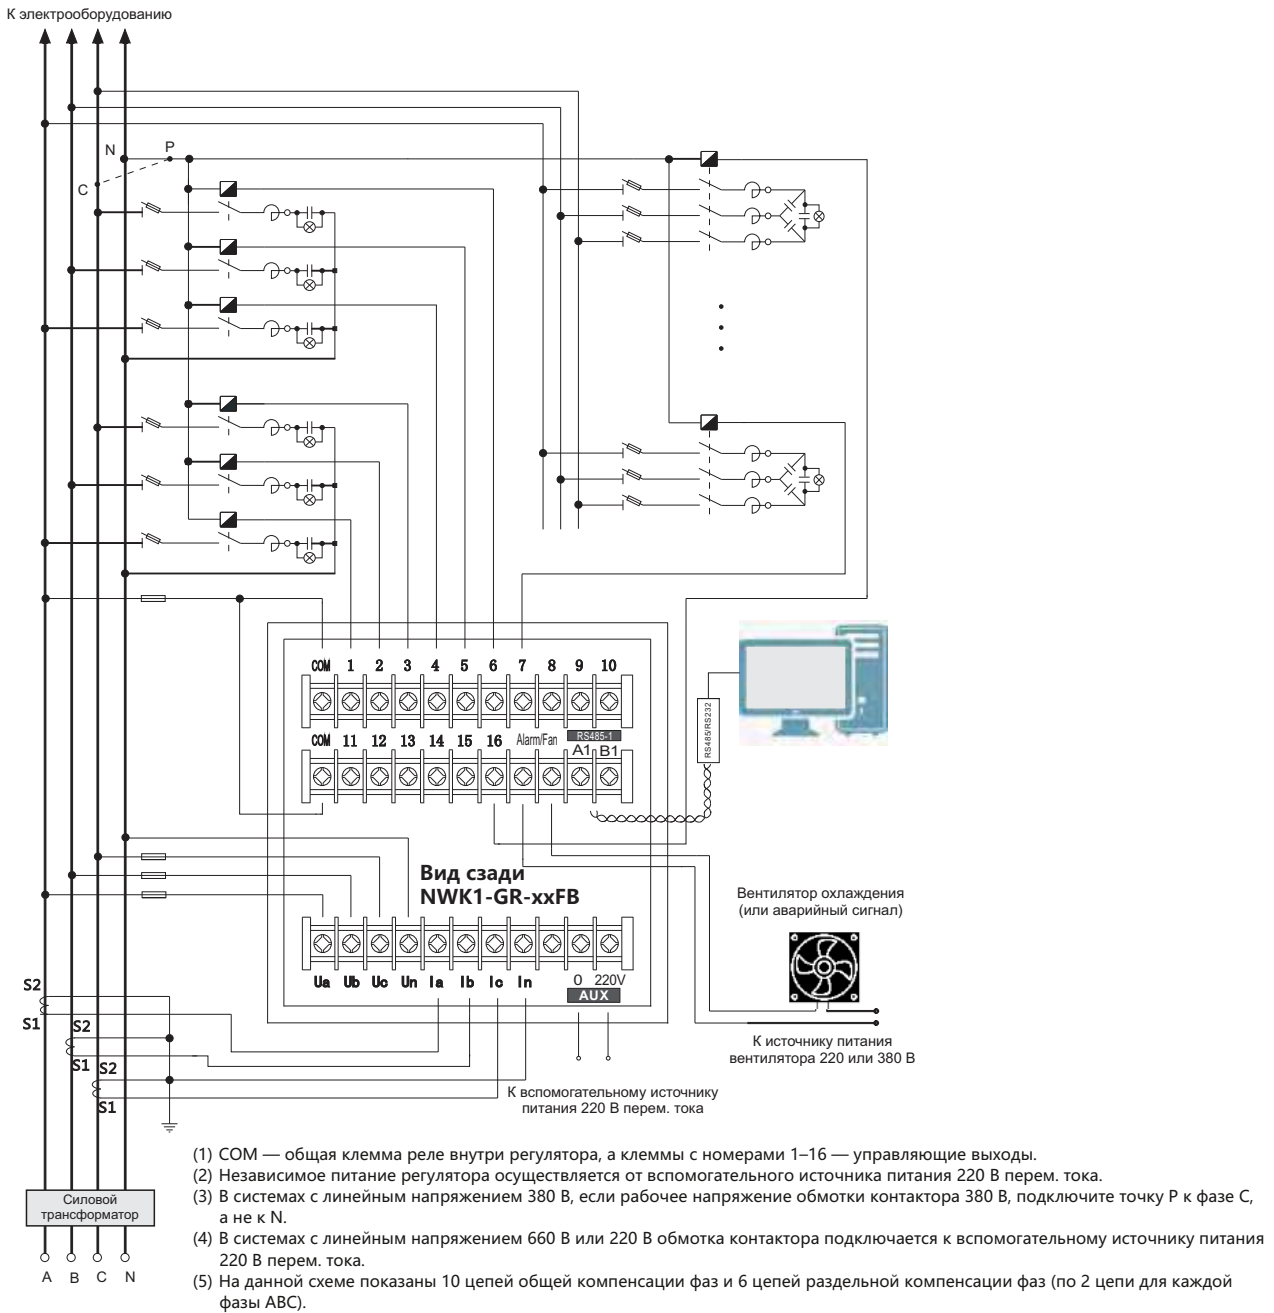 К электрооборудованию
N
P
C
COM 1 2 3 4 5 6 7 8 9 10
COM 11 12 13 14 15 16 Alarm/Fan RS485-1
A1 B1
RS485/RS232
Вид сзади
NWK1-GR-xxFB
Вентилятор охлаждения
(или аварийный сигнал)
Ua Ub Uc Un Ia Ib Ic In 0 220V
AUX
S2
S1
S2
S1
S2
S1
К источнику питания
вентилятора 220 или 380 В
К вспомогательному источнику
питания 220 В перем. тока
Силовой
трансформатор
A B C N
(1) COM — общая клемма реле внутри регулятора, а клеммы с номерами 1–16 — управляющие выходы.
(2) Независимое питание регулятора осуществляется от вспомогательного источника питания 220 В перем. тока.
(3) В системах с линейным напряжением 380 В, если рабочее напряжение обмотки контактора 380 В, подключите точку P к фазе C,
а не к N.
(4) В системах с линейным напряжением 660 В или 220 В обмотка контактора подключается к вспомогательному источнику питания
220 В перем. тока.
(5) На данной схеме показаны 10 цепей общей компенсации фаз и 6 цепей раздельной компенсации фаз (по 2 цепи для каждой
фазы ABC).